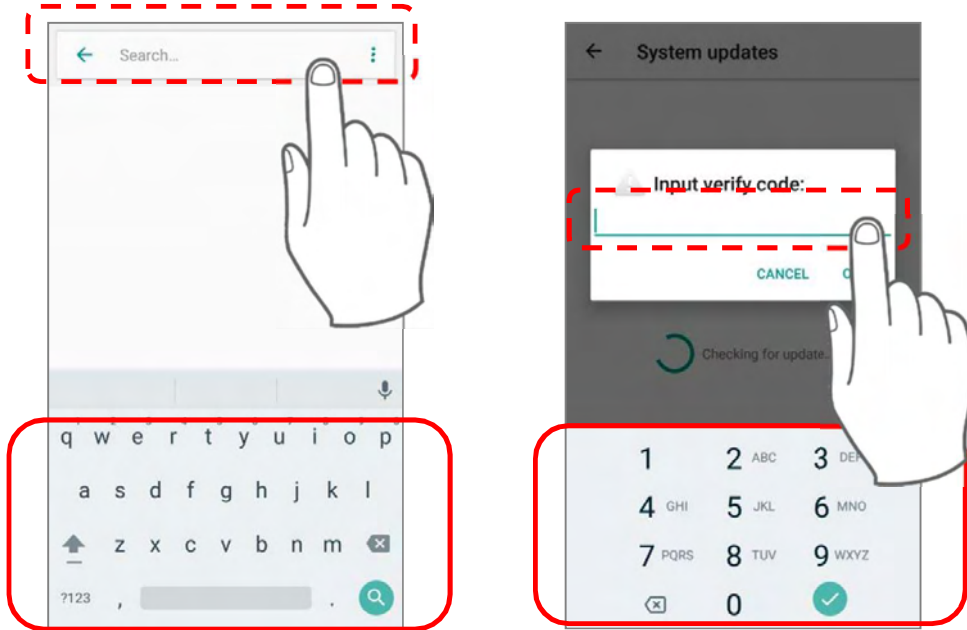 Search...
q w e r t y u i o p
a s d f g h j k l
z x c v b n m
?123 , .
System updates
Input verify code:
CANCEL
Checking for update.
1 2 ABC 3 DEF
4 GHI 5 JKL 6 MNO
7 PQRS 8 TUV 9 WXYZ
0